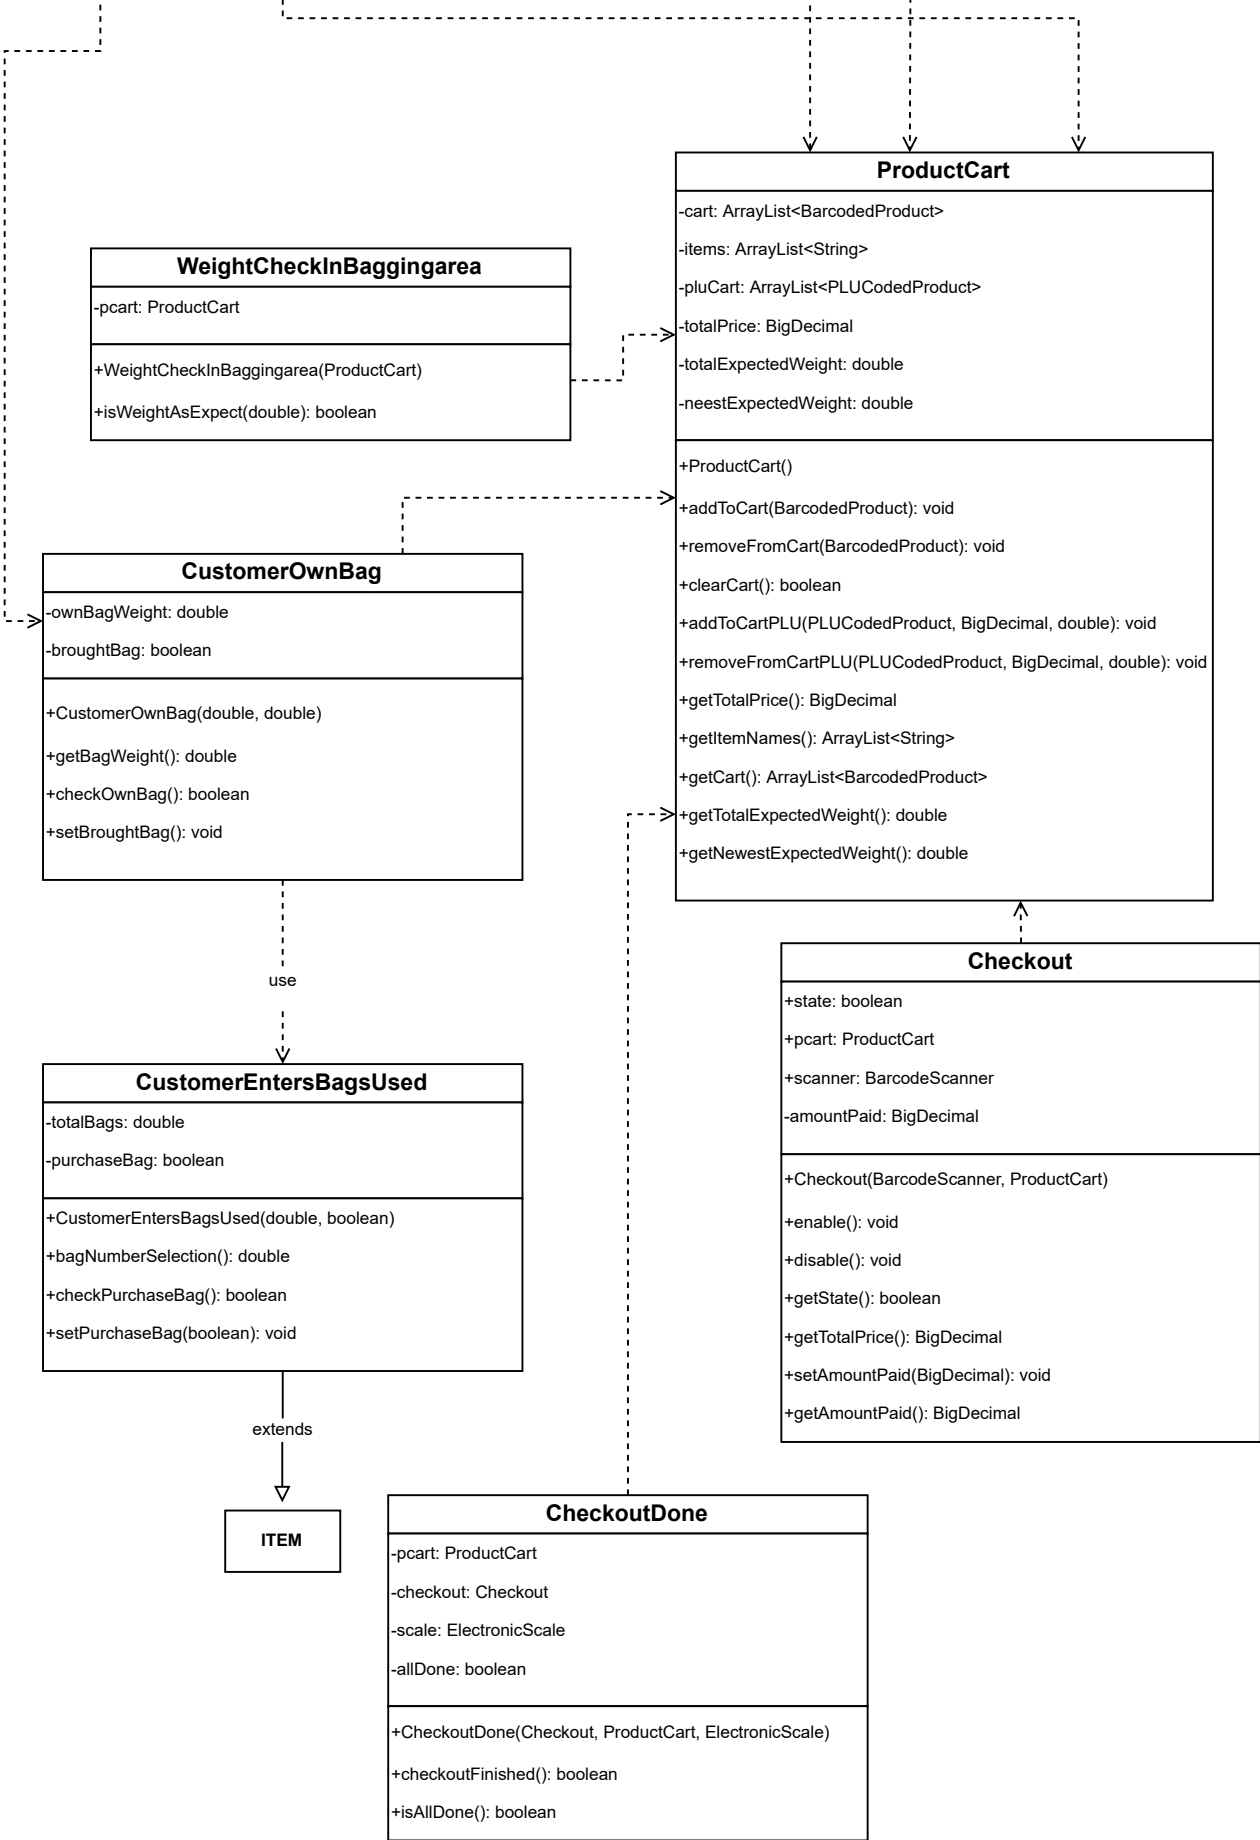 ProductCart
-cart: ArrayList<BarcodedProduct>
-items: ArrayList<String>
-pluCart: ArrayList<PLUCodedProduct>
-totalPrice: BigDecimal
-totalExpectedWeight: double
-neestExpectedWeight: double
+ProductCart()
+addToCart(BarcodedProduct): void
+removeFromCart(BarcodedProduct): void
+clearCart(): boolean
+addToCartPLU(PLUCodedProduct, BigDecimal, double): void
+removeFromCartPLU(PLUCodedProduct, BigDecimal, double): void
+getTotalPrice(): BigDecimal
+getItemNames(): ArrayList<String>
+getCart(): ArrayList<BarcodedProduct>
+getTotalExpectedWeight(): double
+getNewestExpectedWeight(): double
WeightCheckInBaggingarea
-pcart: ProductCart
+WeightCheckInBaggingarea(ProductCart)
+isWeightAsExpect(double): boolean
CustomerOwnBag
-ownBagWeight: double
-broughtBag: boolean
+CustomerOwnBag(double, double)
+getBagWeight(): double
+checkOwnBag(): boolean
+setBroughtBag(): void
use
CustomerEntersBagsUsed
-totalBags: double
-purchaseBag: boolean
+CustomerEntersBagsUsed(double, boolean)
+bagNumberSelection(): double
+checkPurchaseBag(): boolean
+setPurchaseBag(boolean): void
extends
ITEM
Checkout
+state: boolean
+pcart: ProductCart
+scanner: BarcodeScanner
-amountPaid: BigDecimal
+Checkout(BarcodeScanner, ProductCart)
+enable(): void
+disable(): void
+getState(): boolean
+getTotalPrice(): BigDecimal
+setAmountPaid(BigDecimal): void
+getAmountPaid(): BigDecimal
CheckoutDone
-pcart: ProductCart
-checkout: Checkout
-scale: ElectronicScale
-allDone: boolean
+CheckoutDone(Checkout, ProductCart, ElectronicScale)
+checkoutFinished(): boolean
+isAllDone(): boolean